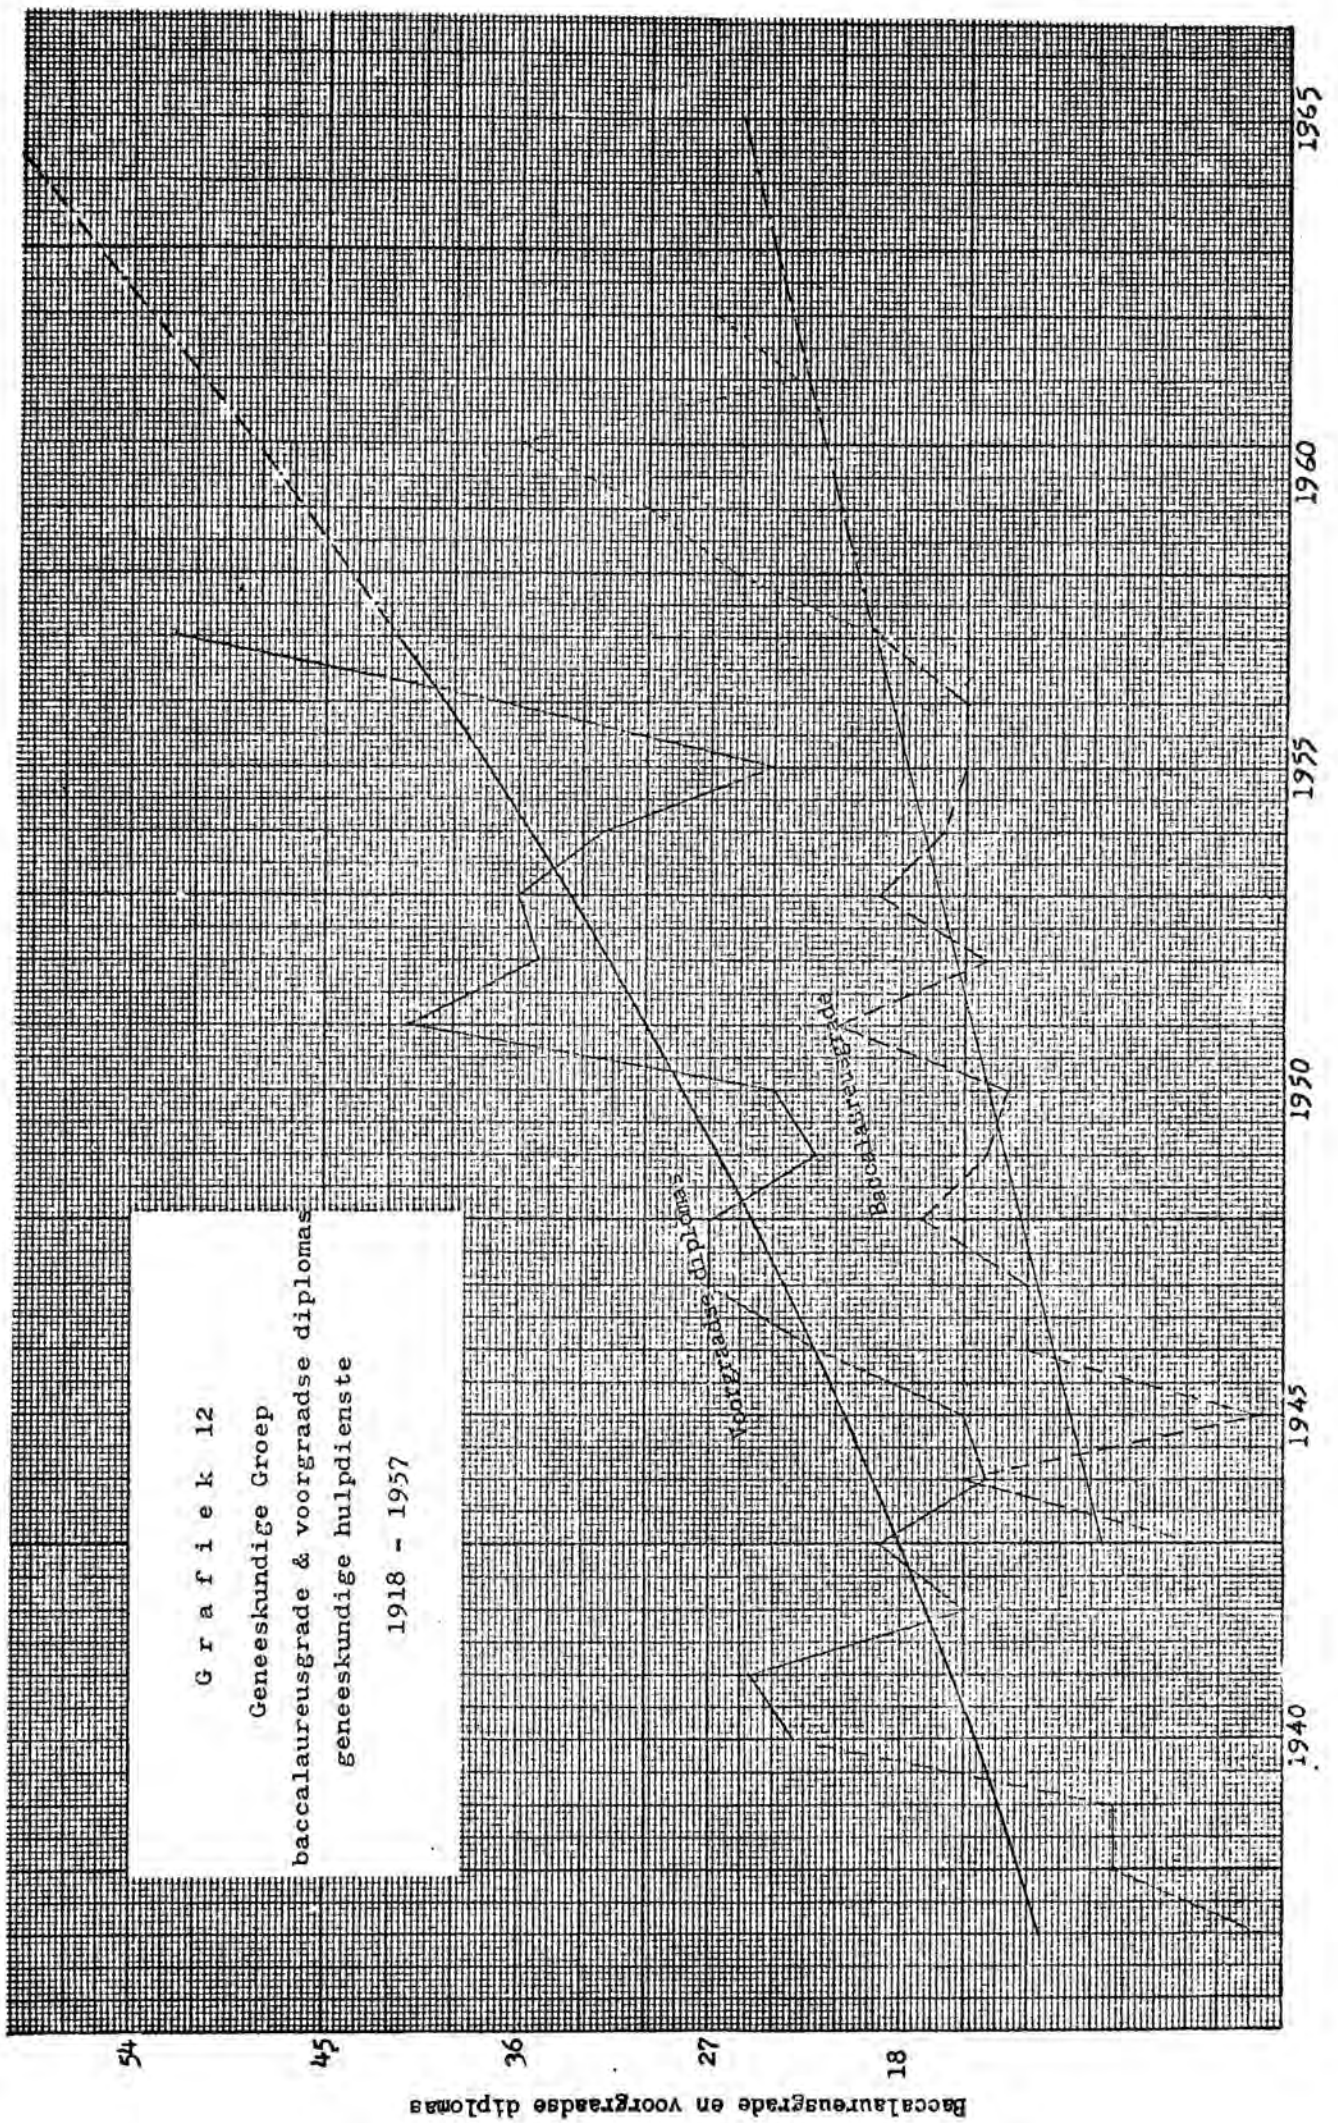 G r a f i e k 12
Geneeskundige Groep
baccalaureusgrade & voorgraadse diplomas
geneeskundige hulpdienste
1918 - 1957
Voorgraadse diplomas
Baccalaureusgrade
Baccalaureusgrade en voorgraadse diplomas
54
45
36
27
18
1940
1945
1950
1955
1960
1965